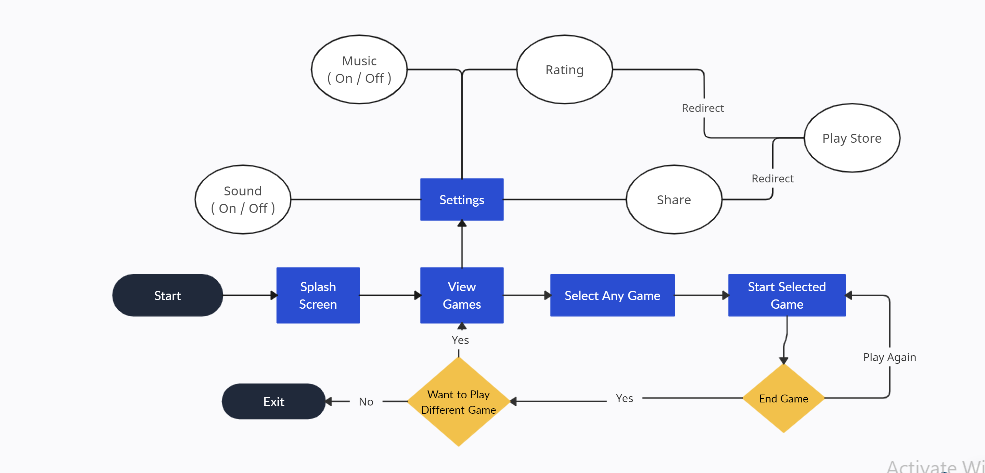 Music
( On / Off )
Rating
Redirect
Play Store
Redirect
Sound
( On / Off )
Settings
Share
Start
Splash
Screen
View
Games
Select Any Game
Start Selected
Game
Yes
Play Again
Exit
No
Want to Play
Different Game
Yes
End Game
Activate Wi